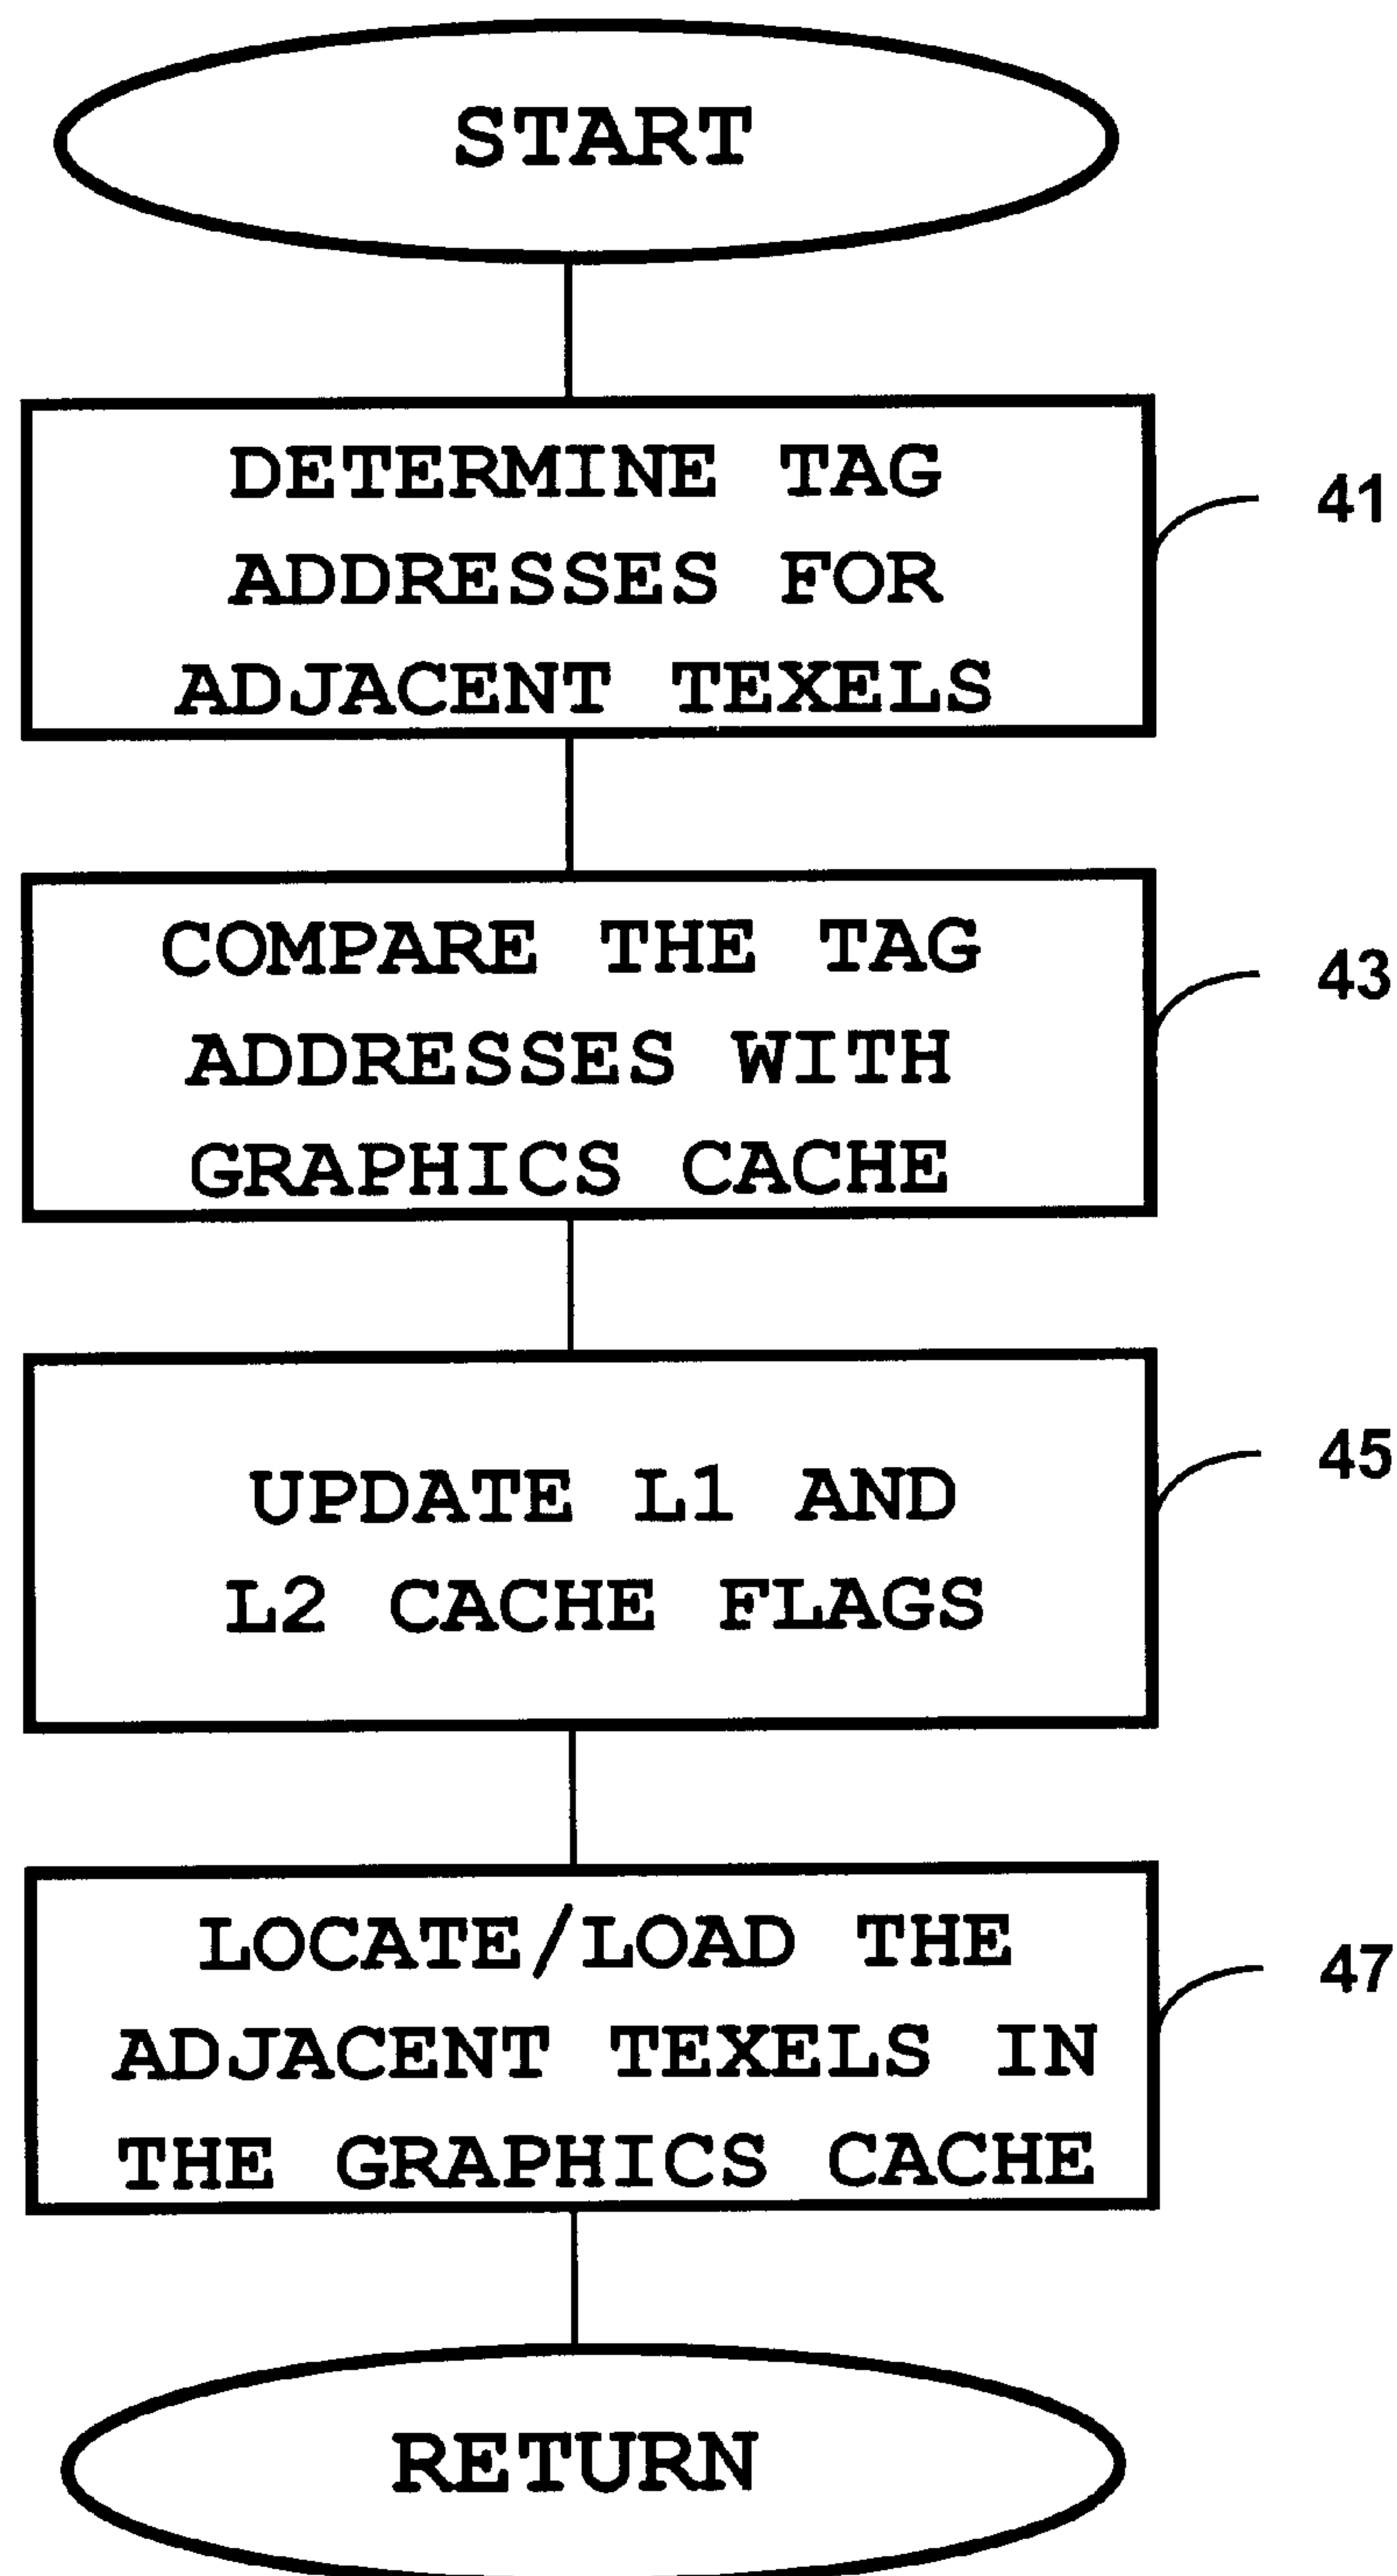 START
DETERMINE TAG
ADDRESSES FOR
ADJACENT TEXELS
41
COMPARE THE TAG
ADDRESSES WITH
GRAPHICS CACHE
43
UPDATE L1 AND
L2 CACHE FLAGS
45
LOCATE/LOAD THE
ADJACENT TEXELS IN
THE GRAPHICS CACHE
47
RETURN